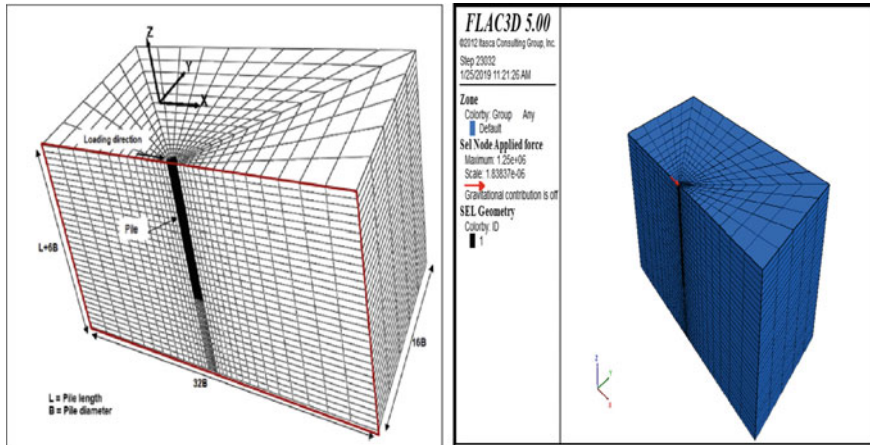 Z
Y
X
Loading direction
Pile
L+6B
16B
32B
L = Pile length
B = Pile diameter
FLAC3D 5.00
©2012 Itasca Consulting Group, Inc.
Step 23032
1/25/2019 11:21:26 AM
Zone
Colorby: Group Any
Default
Sel Node Applied force
Maximum: 1.25e+06
Scale: 1.83837e-06
Gravitational contribution is off
SEL Geometry
Colorby: ID
1
Z
Y
X